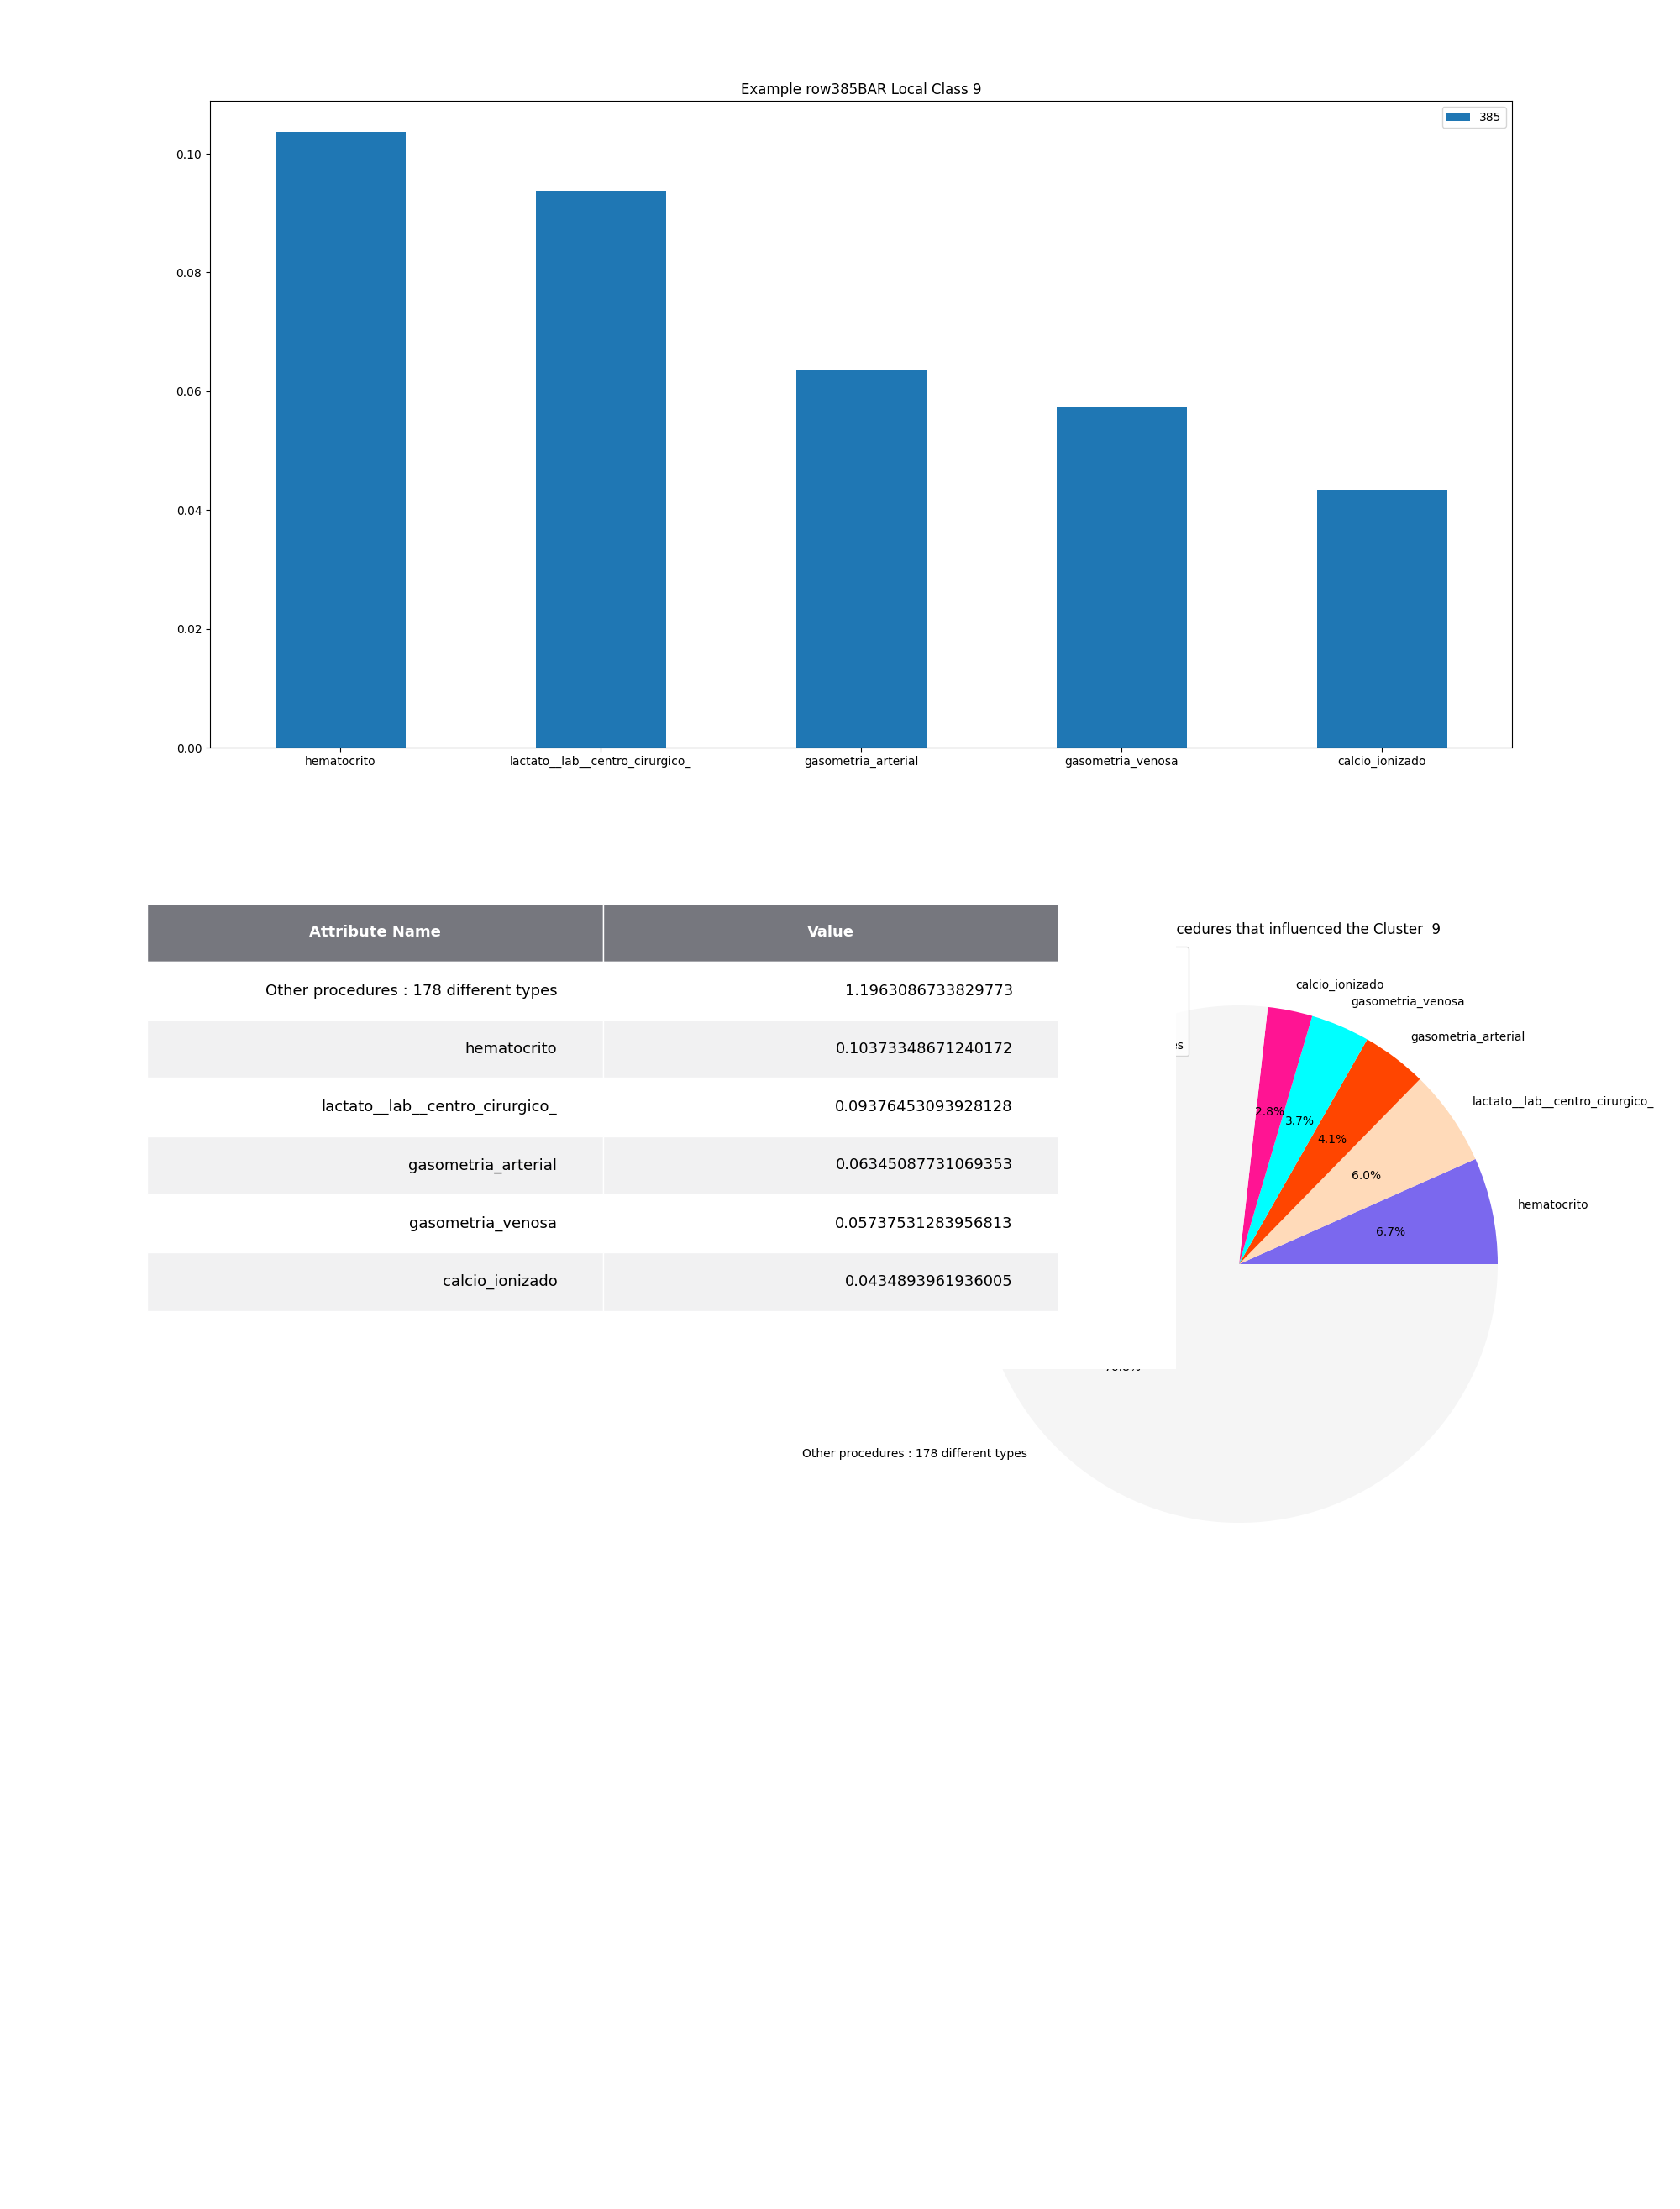 Example row385BAR Local Class 9
385
0.10
0.08
0.06
0.04
0.02
0.00
hematocrito
lactato__lab__centro_cirurgico_
gasometria_arterial
gasometria_venosa
calcio_ionizado
Attribute Name Value
Other procedures : 178 different types 1.1963086733829773
hematocrito 0.10373348671240172
lactato__lab__centro_cirurgico_ 0.09376453093928128
gasometria_arterial 0.06345087731069353
gasometria_venosa 0.05737531283956813
calcio_ionizado 0.0434893961936005
cedures that influenced the Cluster 9
es
calcio_ionizado
gasometria_venosa
gasometria_arterial
lactato__lab__centro_cirurgico_
hematocrito
2.8%
3.7%
4.1%
6.0%
6.7%
Other procedures : 178 different types